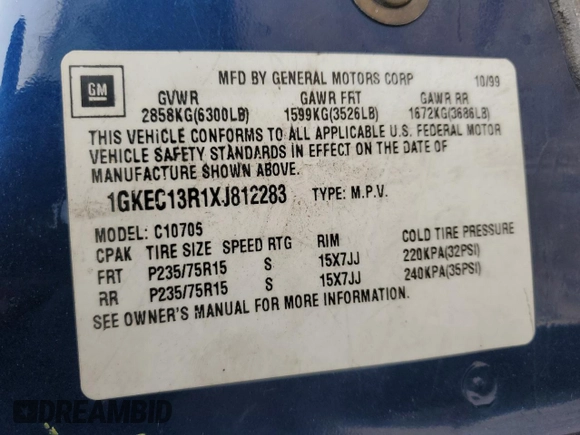 GM
MFD BY GENERAL MOTORS CORP 10/99
GVWR GAWR FRT GAWR RR
2858KG(6300LB) 1599KG(3526LB) 1672KG(3686LB)
THIS VEHICLE CONFORMS TO ALL APPLICABLE U.S. FEDERAL MOTOR
VEHICLE SAFETY STANDARDS IN EFFECT ON THE DATE OF
MANUFACTURE SHOWN ABOVE.
1GKEC13R1XJ812283 TYPE: M.P.V.
MODEL: C10705
CPAK TIRE SIZE SPEED RTG RIM COLD TIRE PRESSURE
FRT P235/75R15 S 15X7JJ 220KPA(32PSI)
RR P235/75R15 S 15X7JJ 240KPA(35PSI)
SEE OWNER'S MANUAL FOR MORE INFORMATION.
DREAMBID